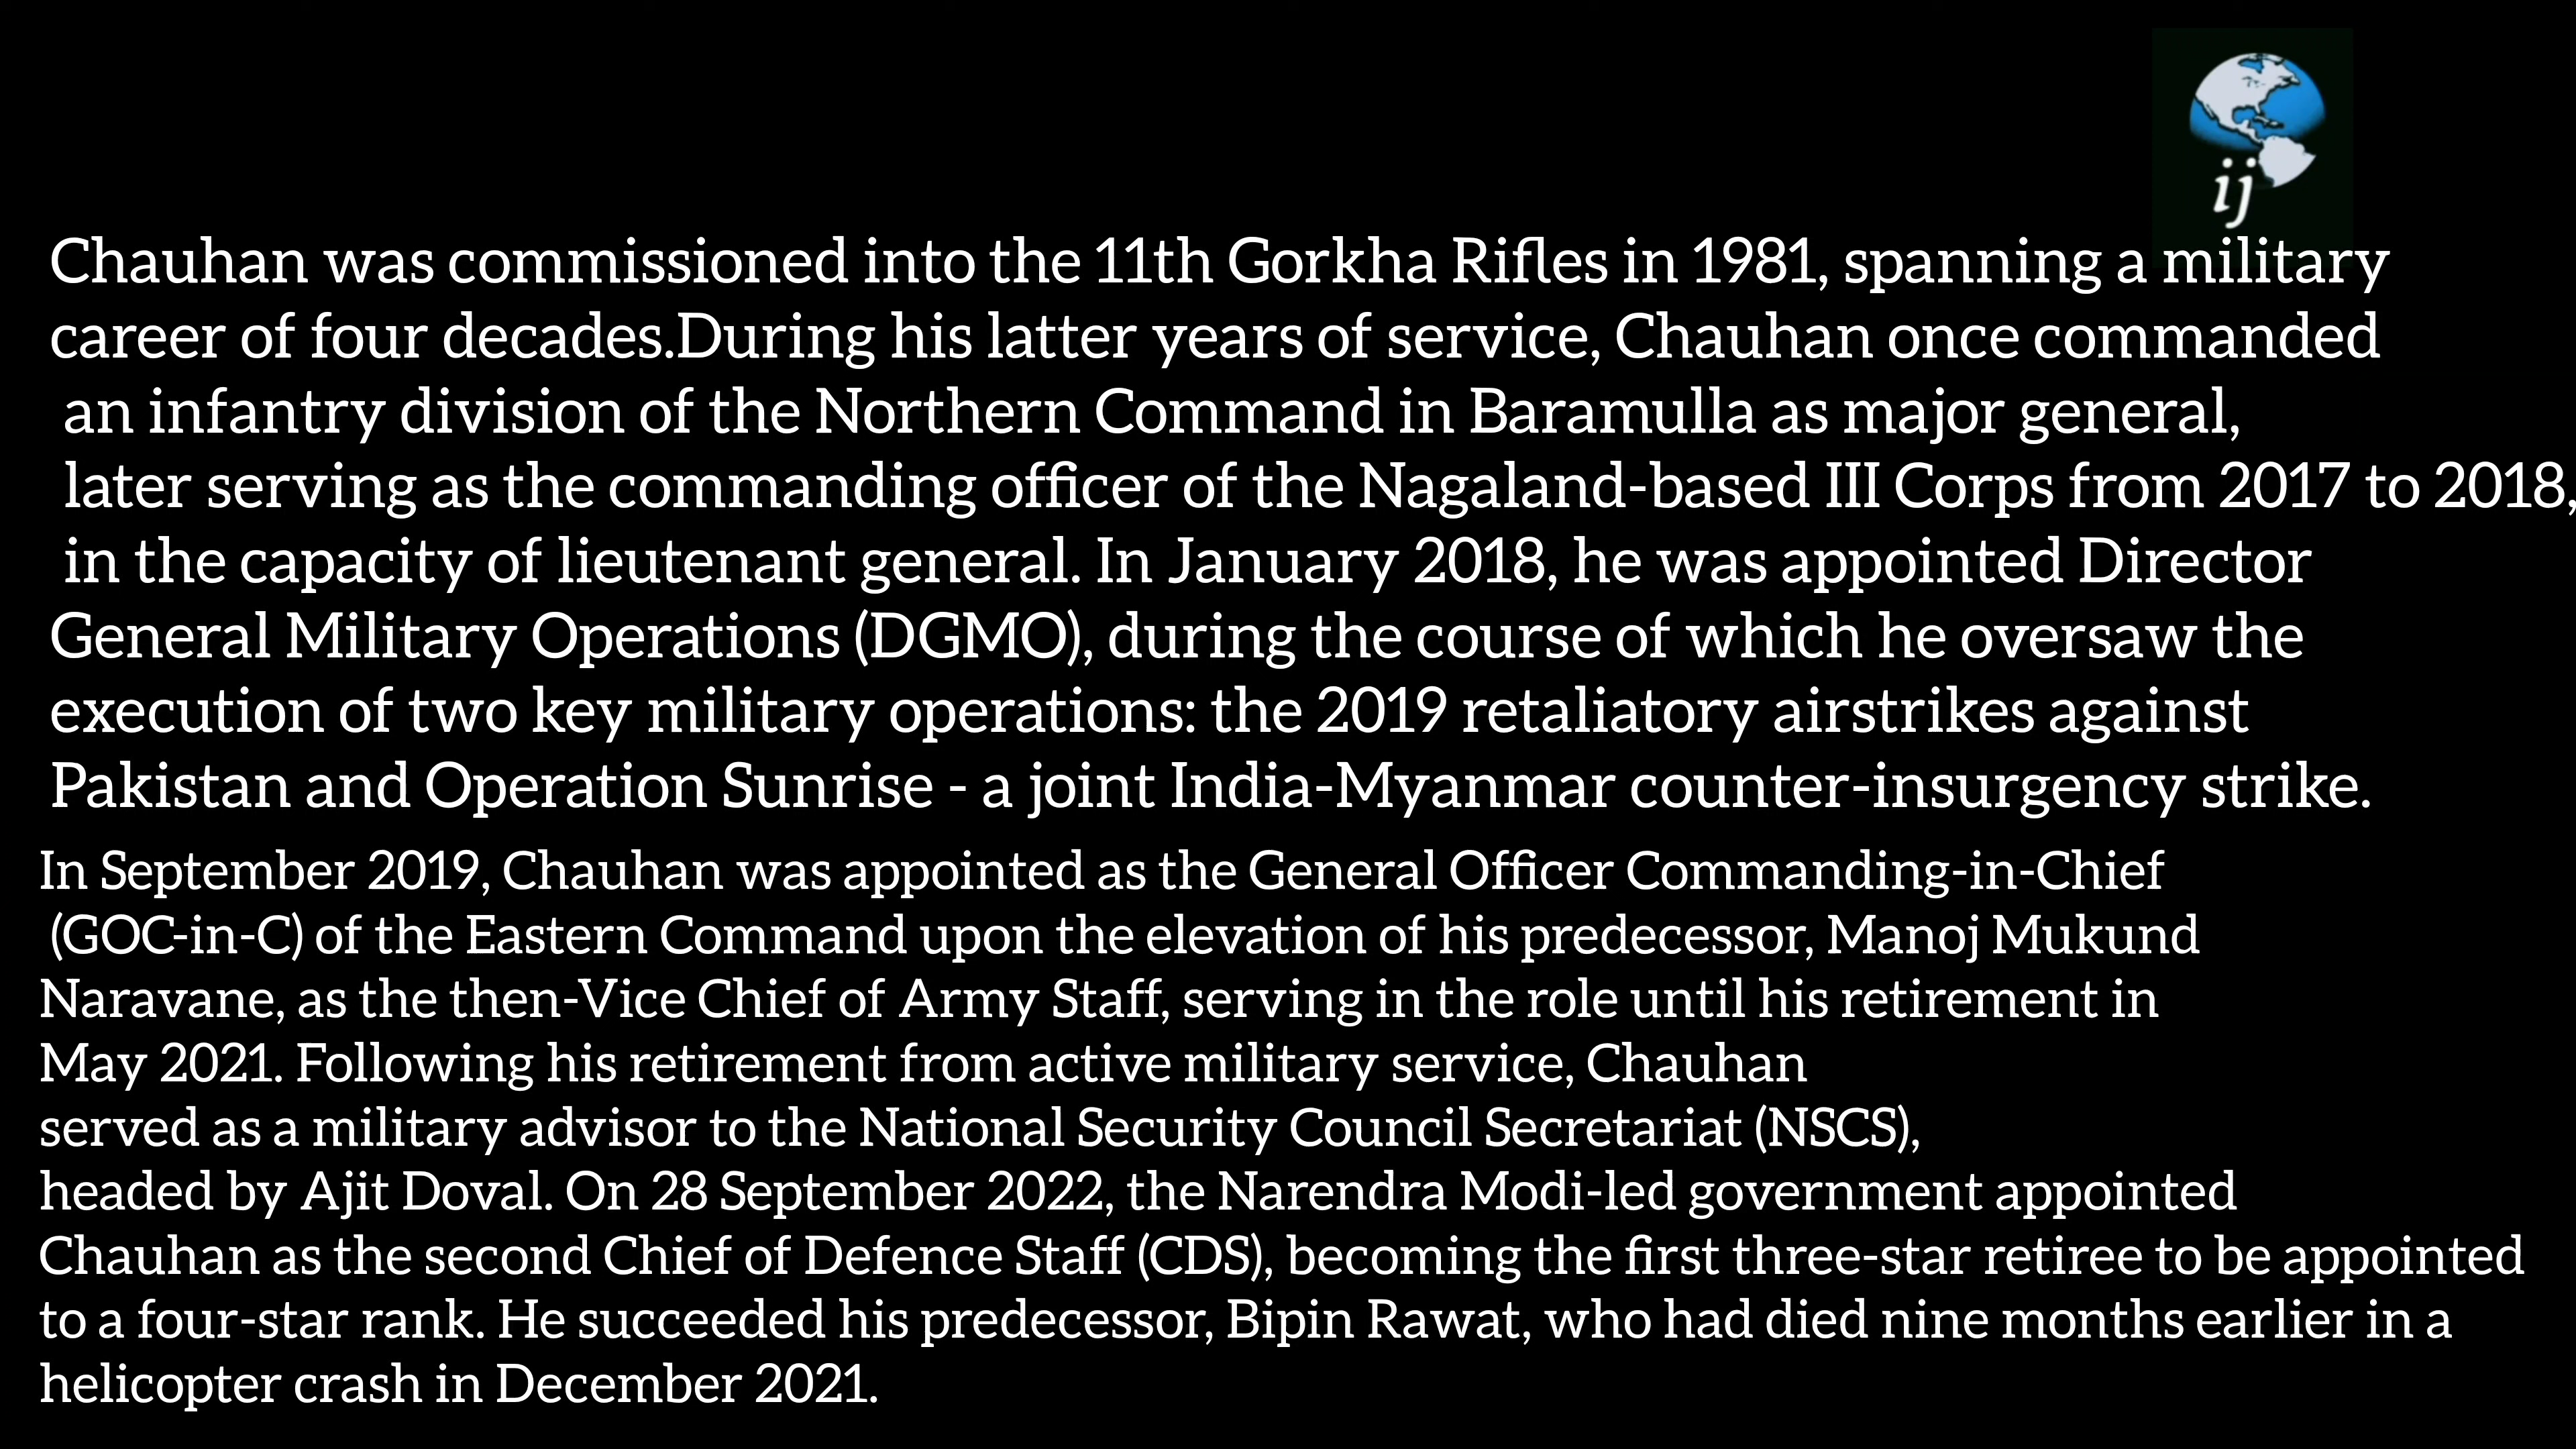 ij
Chauhan was commissioned into the 11th Gorkha Rifles in 1981, spanning a military
career of four decades.During his latter years of service, Chauhan once commanded
an infantry division of the Northern Command in Baramulla as major general,
later serving as the commanding officer of the Nagaland-based III Corps from 2017 to 2018,
in the capacity of lieutenant general. In January 2018, he was appointed Director
General Military Operations (DGMO), during the course of which he oversaw the
execution of two key military operations: the 2019 retaliatory airstrikes against
Pakistan and Operation Sunrise - a joint India-Myanmar counter-insurgency strike.
In September 2019, Chauhan was appointed as the General Officer Commanding-in-Chief
(GOC-in-C) of the Eastern Command upon the elevation of his predecessor, Manoj Mukund
Naravane, as the then-Vice Chief of Army Staff, serving in the role until his retirement in
May 2021. Following his retirement from active military service, Chauhan
served as a military advisor to the National Security Council Secretariat (NSCS),
headed by Ajit Doval. On 28 September 2022, the Narendra Modi-led government appointed
Chauhan as the second Chief of Defence Staff (CDS), becoming the first three-star retiree to be appointed
to a four-star rank. He succeeded his predecessor, Bipin Rawat, who had died nine months earlier in a
helicopter crash in December 2021.